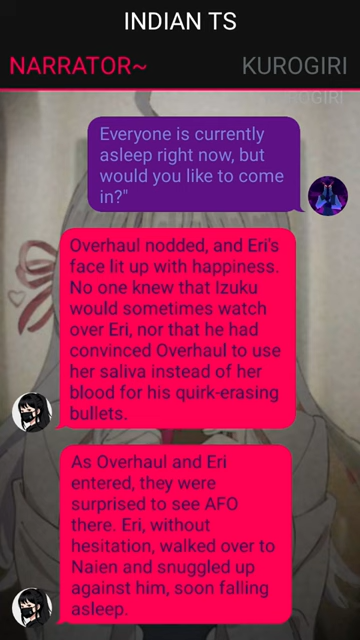 INDIAN TS
NARRATOR~ KUROGIRI
Everyone is currently
asleep right now, but
would you like to come
in?"
Overhaul nodded, and Eri's
face lit up with happiness.
No one knew that Izuku
would sometimes watch
over Eri, nor that he had
convinced Overhaul to use
her saliva instead of her
blood for his quirk-erasing
bullets.
As Overhaul and Eri
entered, they were
surprised to see AFO
there. Eri, without
hesitation, walked over to
Naien and snuggled up
against him, soon falling
asleep.